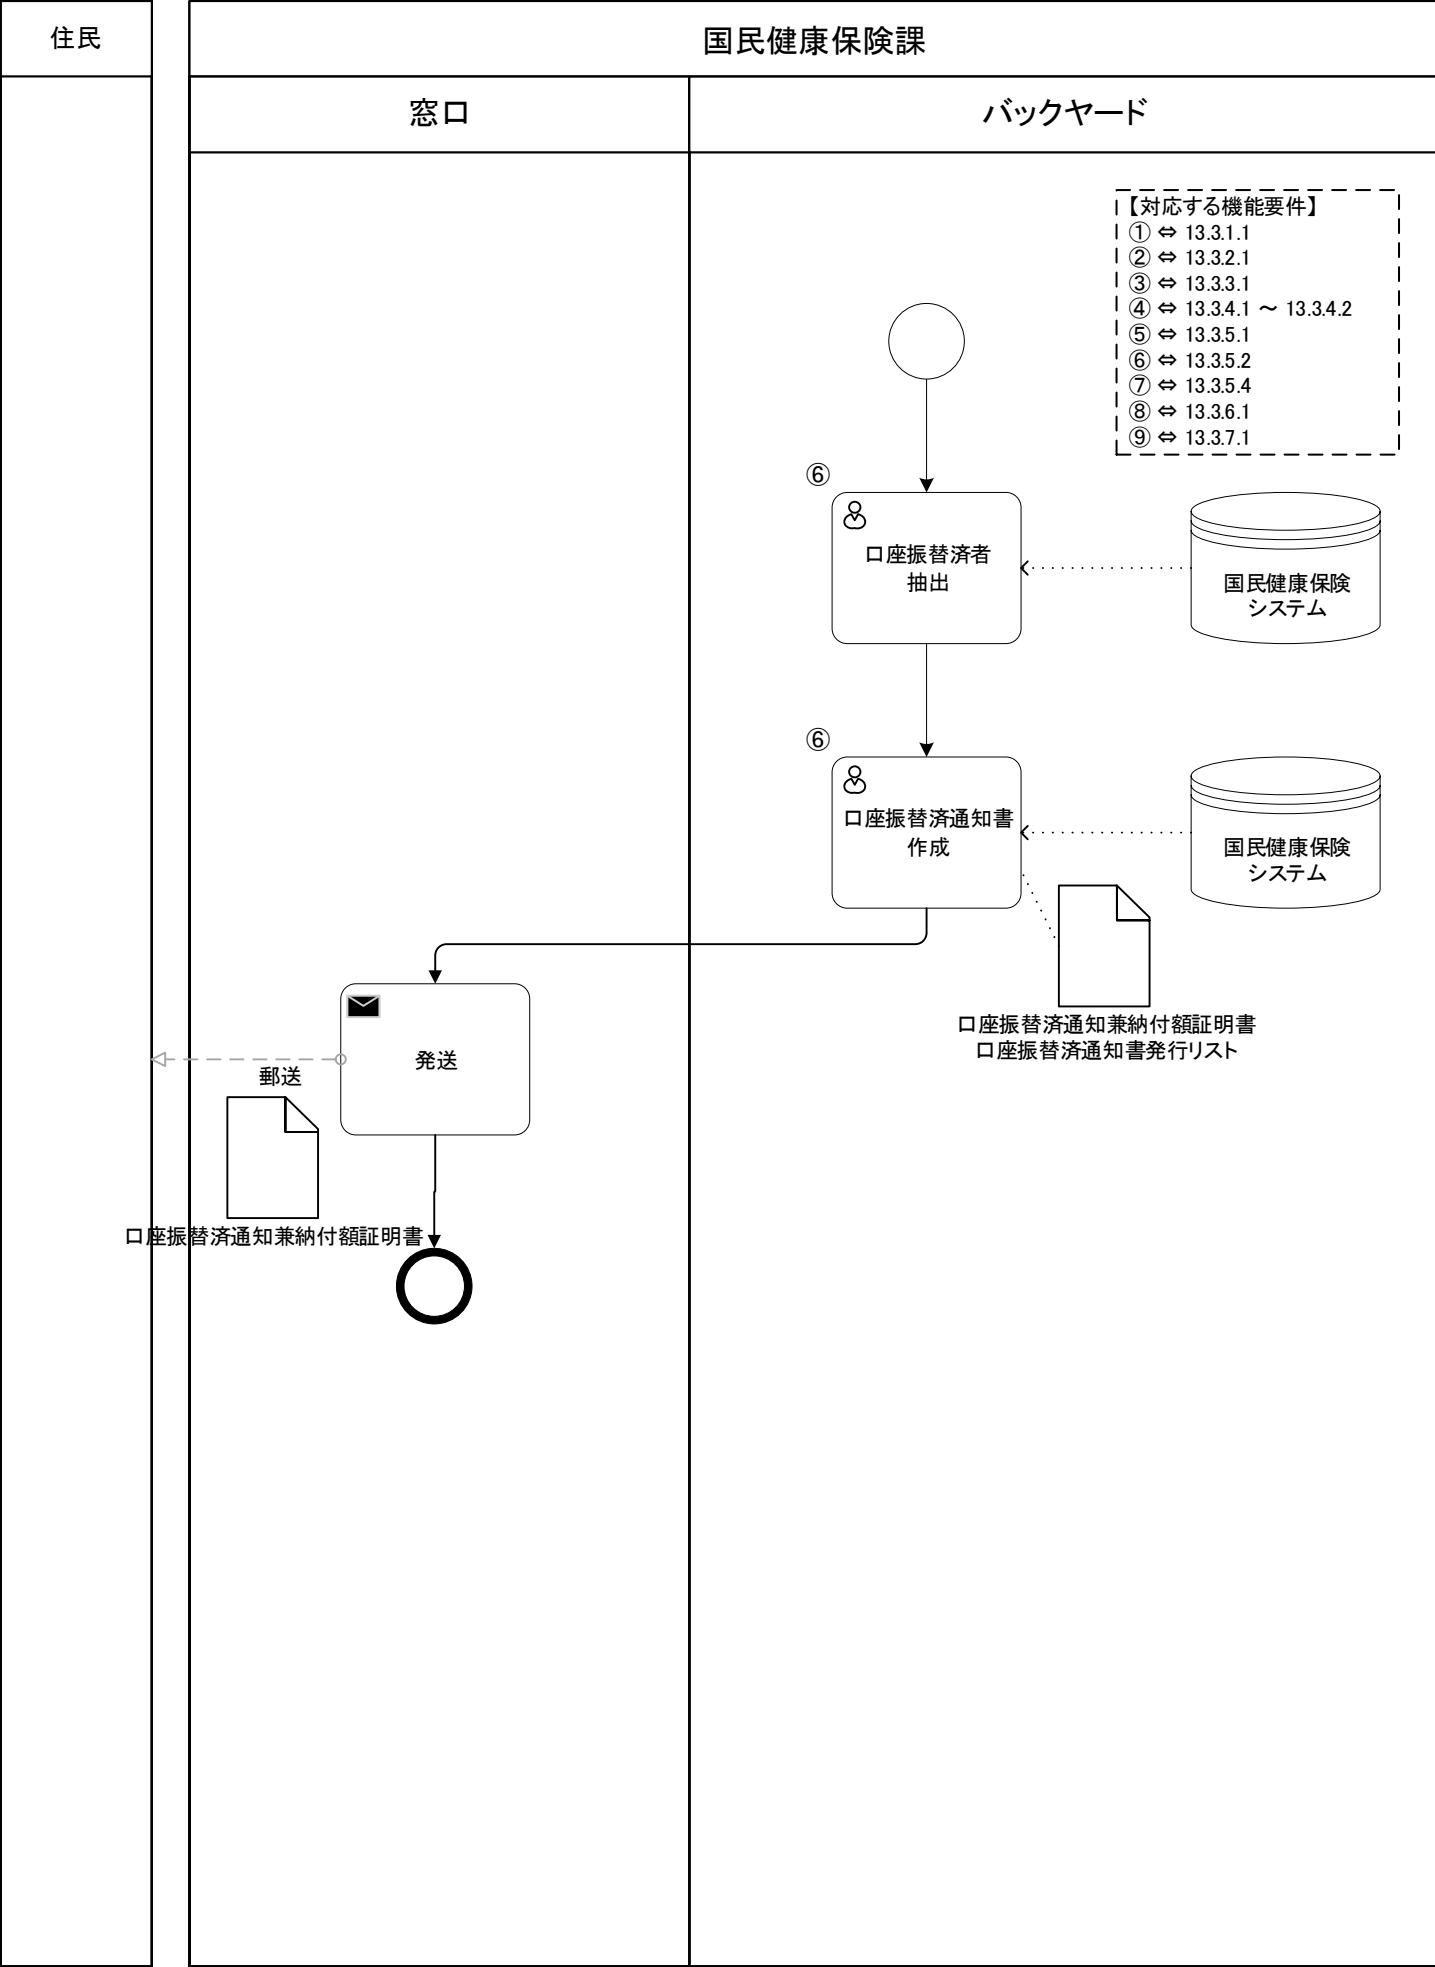 住民
国民健康保険課
窓口
バックヤード
【対応する機能要件】
① ⇔ 13.3.1.1
② ⇔ 13.3.2.1
③ ⇔ 13.3.3.1
④ ⇔ 13.3.4.1 ～ 13.3.4.2
⑤ ⇔ 13.3.5.1
⑥ ⇔ 13.3.5.2
⑦ ⇔ 13.3.5.4
⑧ ⇔ 13.3.6.1
⑨ ⇔ 13.3.7.1
⑥
口座振替済者
抽出
国民健康保険
システム
⑥
口座振替済通知書
作成
国民健康保険
システム
口座振替済通知兼納付額証明書
口座振替済通知書発行リスト
発送
郵送
口座振替済通知兼納付額証明書